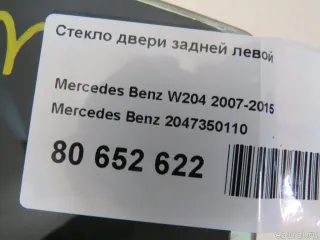 Стекло двери задней левой
Mercedes Benz W204 2007-2015
Mercedes Benz 2047350110
80 652 622